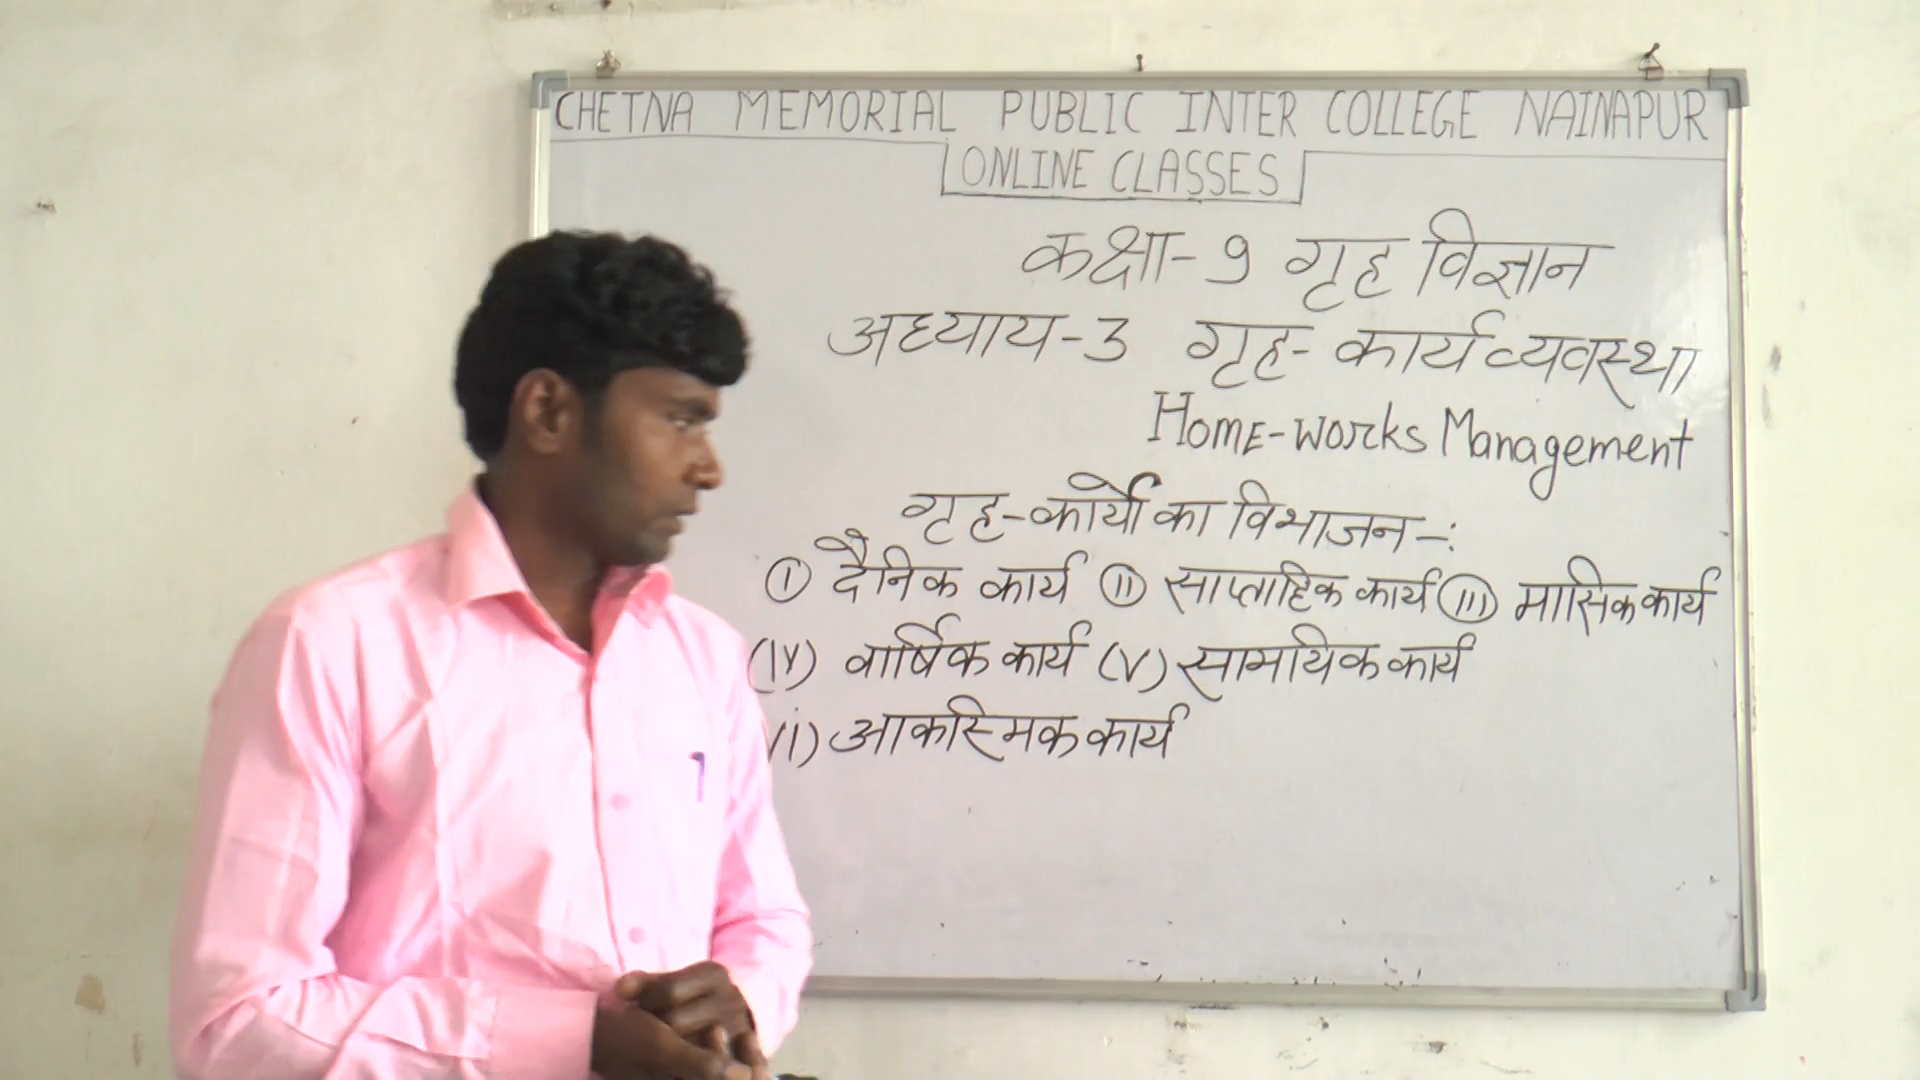 CHETNA MEMORIAL PUBLIC INTER COLLEGE NAINAPUR
ONLINE CLASSES
कक्षा-9 गृह विज्ञान
अध्याय-3 गृह-कार्य व्यवस्था
HOME-works Management
गृह-कार्यो का विभाजन-:
(i) दैनिक कार्य (ii) साप्ताहिक कार्य (iii) मासिक कार्य
(iv) वार्षिक कार्य (v) सामयिक कार्य
vi) आकस्मिक कार्य